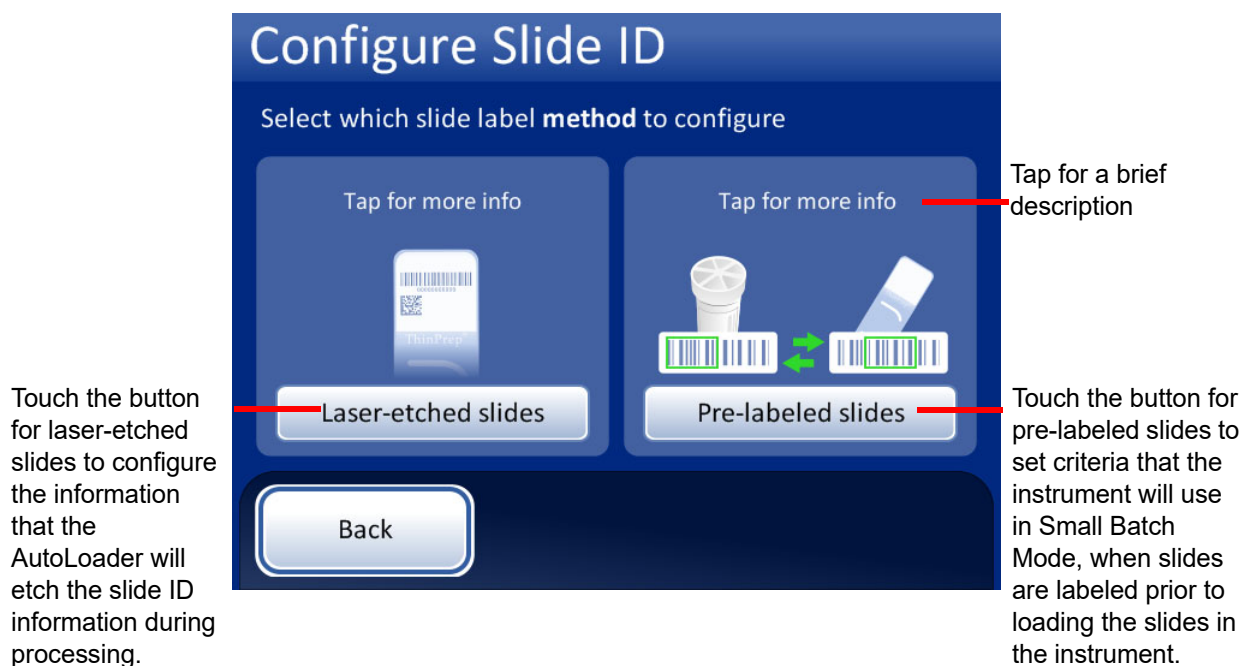 Configure Slide ID
Select which slide label method to configure
Tap for more info
Tap for more info
Tap for a brief
description
ThinPrep
Laser-etched slides
Pre-labeled slides
Touch the button
for laser-etched
slides to configure
the information
that the
AutoLoader will
etch the slide ID
information during
processing.
Touch the button for
pre-labeled slides to
set criteria that the
instrument will use
in Small Batch
Mode, when slides
are labeled prior to
loading the slides in
the instrument.
Back